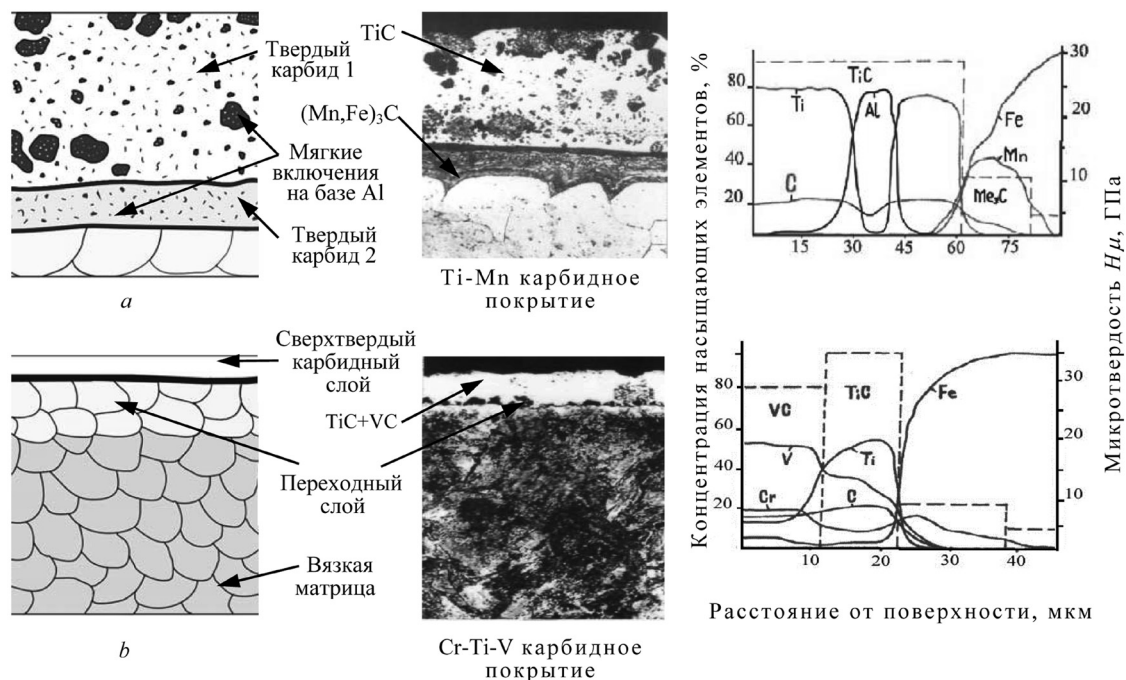 Твердый
карбид 1
Мягкие
включения
на базе Al
Твердый
карбид 2
a
TiC
(Mn,Fe)₃C
Ti-Mn карбидное
покрытие
Сверхтвердый
карбидный
слой
TiC+VC
Переходный
слой
Вязкая
матрица
b
Cr-Ti-V карбидное
покрытие
Концентрация насыщающих элементов, %
80
60
40
20
TiC
Ti
Al
C
Fe
Mn
Me₃C
15
30
45
60
75
30
20
10
Микротвердость Hμ, ГПа
80
60
40
20
VC
TiC
Fe
V
Ti
Cr
C
30
20
10
0
10
20
30
40
Расстояние от поверхности, мкм